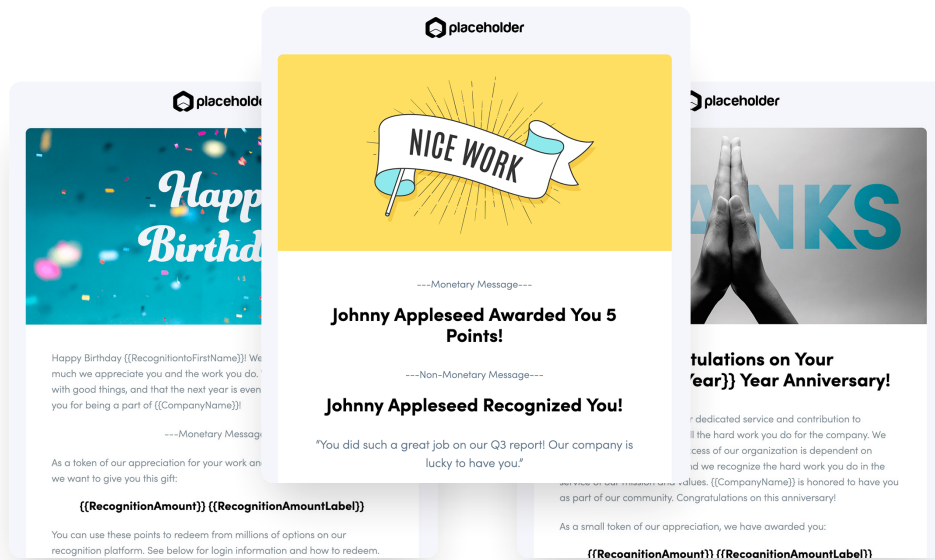 placeholder
NICE WORK
---Monetary Message---
Johnny Appleseed Awarded You 5
Points!
---Non-Monetary Message---
Johnny Appleseed Recognized You!
"You did such a great job on our Q3 report! Our company is
lucky to have you."
placeholde
Happ
Birthd
Happy Birthday {{RecognitiontoFirstName}}! We
much we appreciate you and the work you do.
with good things, and that the next year is even
you for being a part of {{CompanyName}}!
---Monetary Messag
As a token of our appreciation for your work an
we want to give you this gift:
{{RecognitionAmount}} {{RecognitionAmountLabel}}
You can use these points to redeem from millions of options on our
recognition platform. See below for login information and how to redeem.
placeholder
ANKS
tulations on Your
Year}} Year Anniversary!
r dedicated service and contribution to
ll the hard work you do for the company. We
ccess of our organization is dependent on
nd we recognize the hard work you do in the
service of our mission and values. {{CompanyName}} is honored to have you
as part of our community. Congratulations on this anniversary!
As a small token of our appreciation, we have awarded you:
{{RecognitionAmount}} {{RecognitionAmountLabel}}